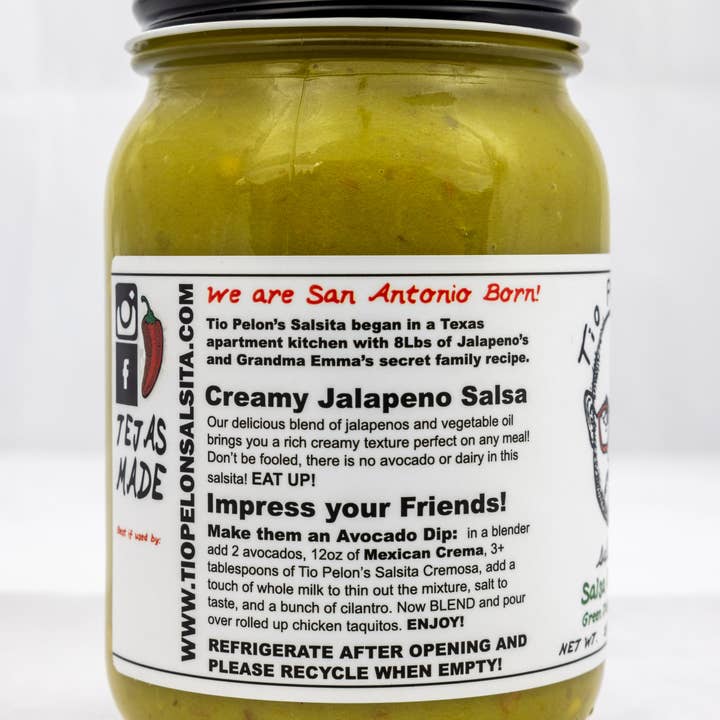 We are San Antonio Born!
Tio Pelon's Salsita began in a Texas
apartment kitchen with 8Lbs of Jalapeno's
and Grandma Emma's secret family recipe.
Creamy Jalapeno Salsa
Our delicious blend of jalapenos and vegetable oil
brings you a rich creamy texture perfect on any meal!
Don't be fooled, there is no avocado or dairy in this
salsita! EAT UP!
Impress your Friends!
Make them an Avocado Dip: in a blender
add 2 avocados, 12oz of Mexican Crema, 3+
tablespoons of Tio Pelon's Salsita Cremosa, add a
touch of whole milk to thin out the mixture, salt to
taste, and a bunch of cilantro. Now BLEND and pour
over rolled up chicken taquitos. ENJOY!
REFRIGERATE AFTER OPENING AND
PLEASE RECYCLE WHEN EMPTY!
WWW.TIOPELONSALSITA.COM
f
TEJAS
MADE
Best if used by:
Tio
Salsa
Green
NET WT.